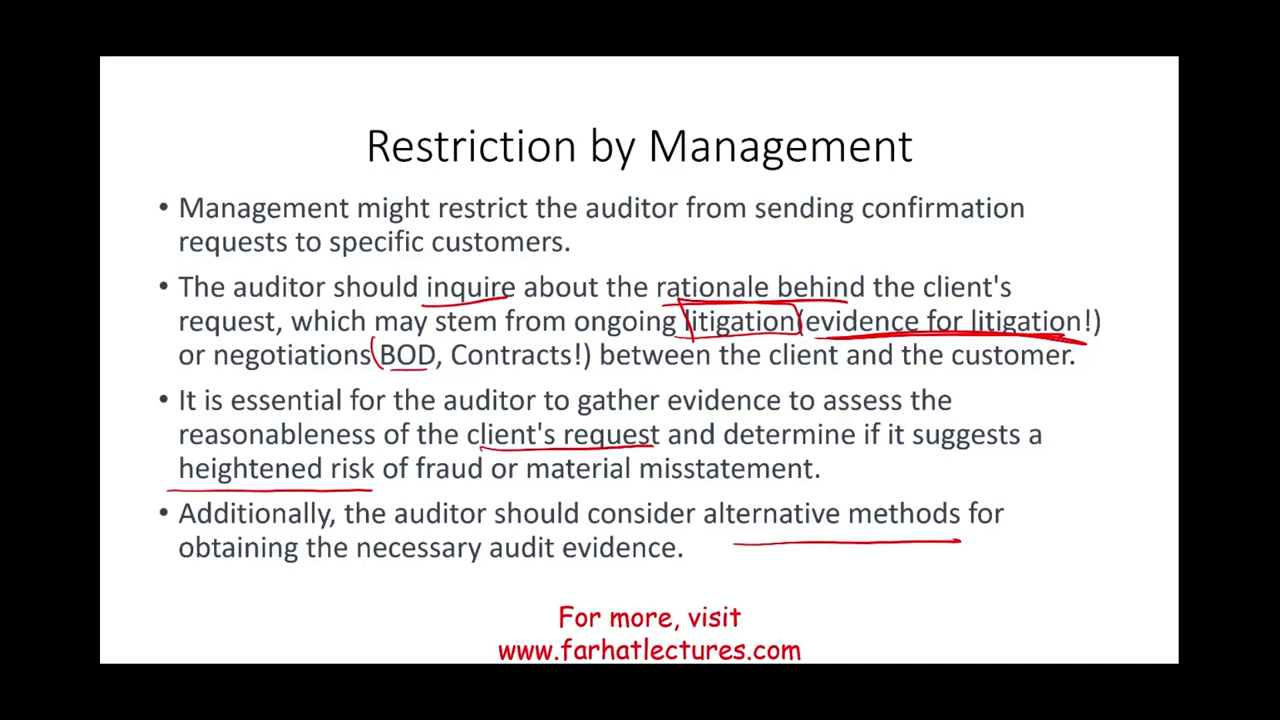 Restriction by Management
• Management might restrict the auditor from sending confirmation
requests to specific customers.
• The auditor should inquire about the rationale behind the client's
request, which may stem from ongoing litigation(evidence for litigation!)
or negotiations(BOD, Contracts!) between the client and the customer.
• It is essential for the auditor to gather evidence to assess the
reasonableness of the client's request and determine if it suggests a
heightened risk of fraud or material misstatement.
• Additionally, the auditor should consider alternative methods for
obtaining the necessary audit evidence.
For more, visit
www.farhatlectures.com